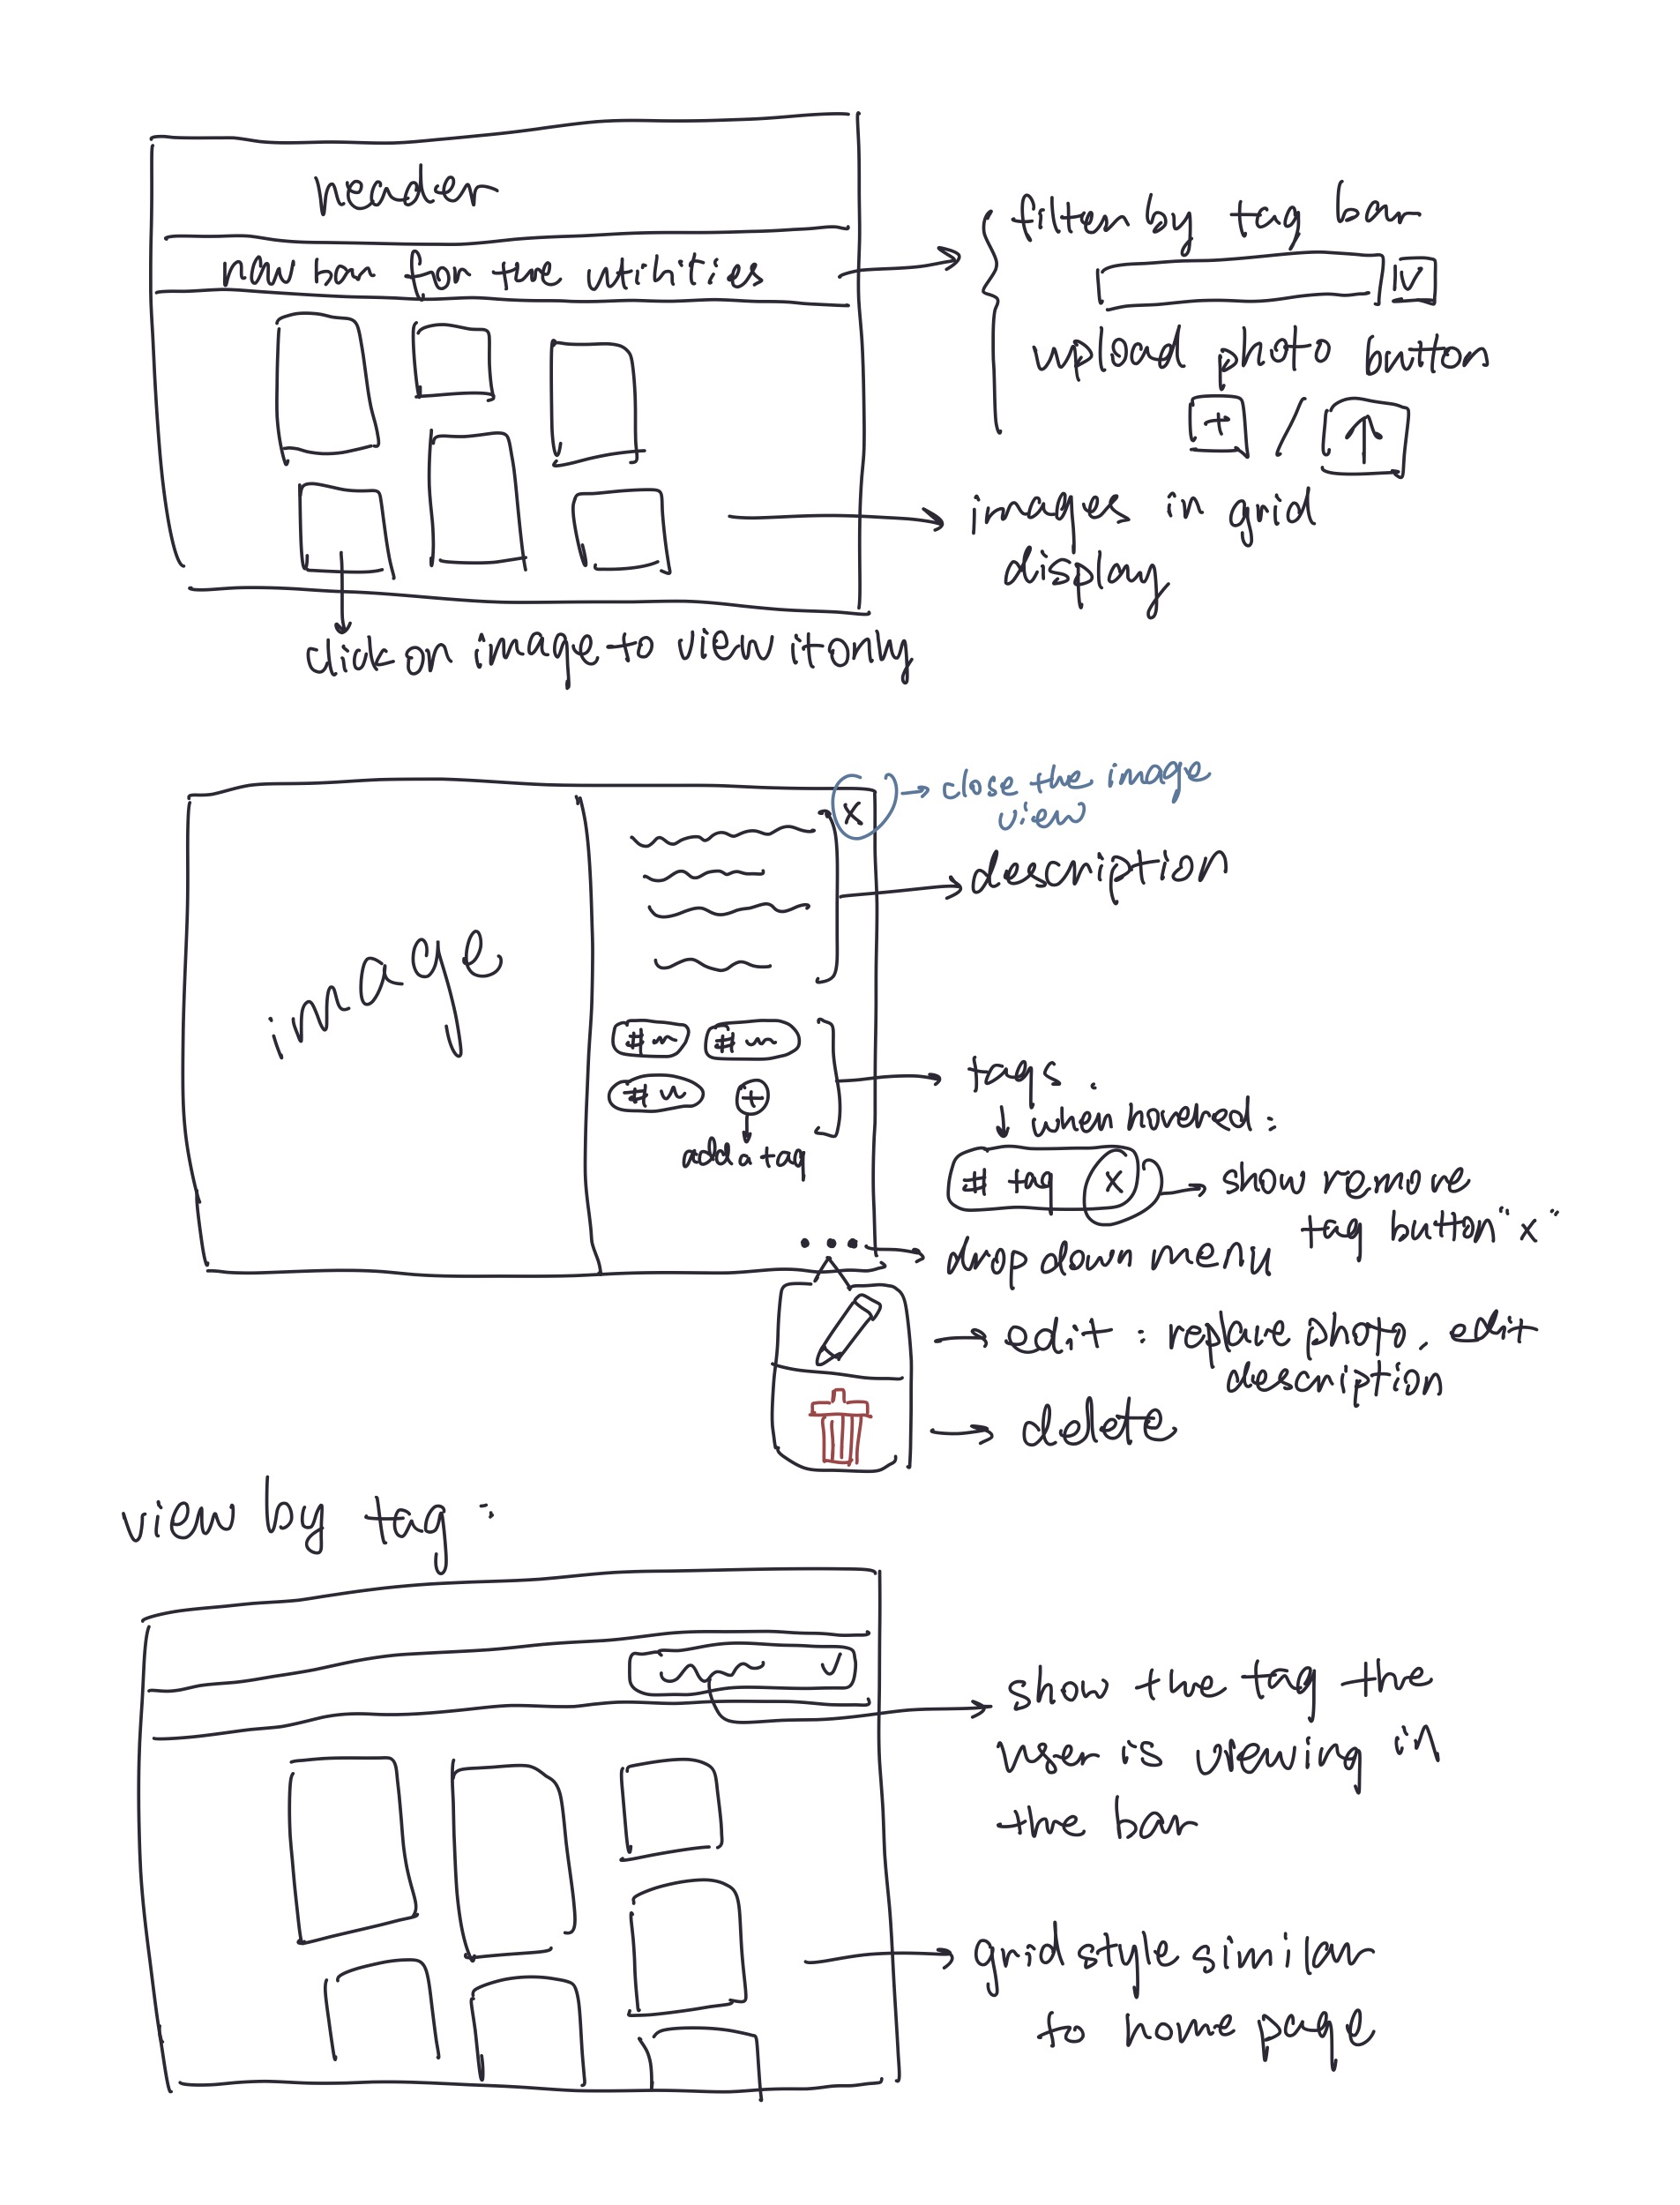 header
nav bar for the utilities
filter by tag bar
upload photo button
+ /
images in grid
display
click on image to view it only
x
close the image
view
description
image
# #
# +
add a tag
tags
when hovered :
# tag x
show remove
tag button "x"
drop down menu
edit : replace photo, edit
description
delete
view by tag :
show the tag the
user is viewing in
the bar
grid style similar
to home page